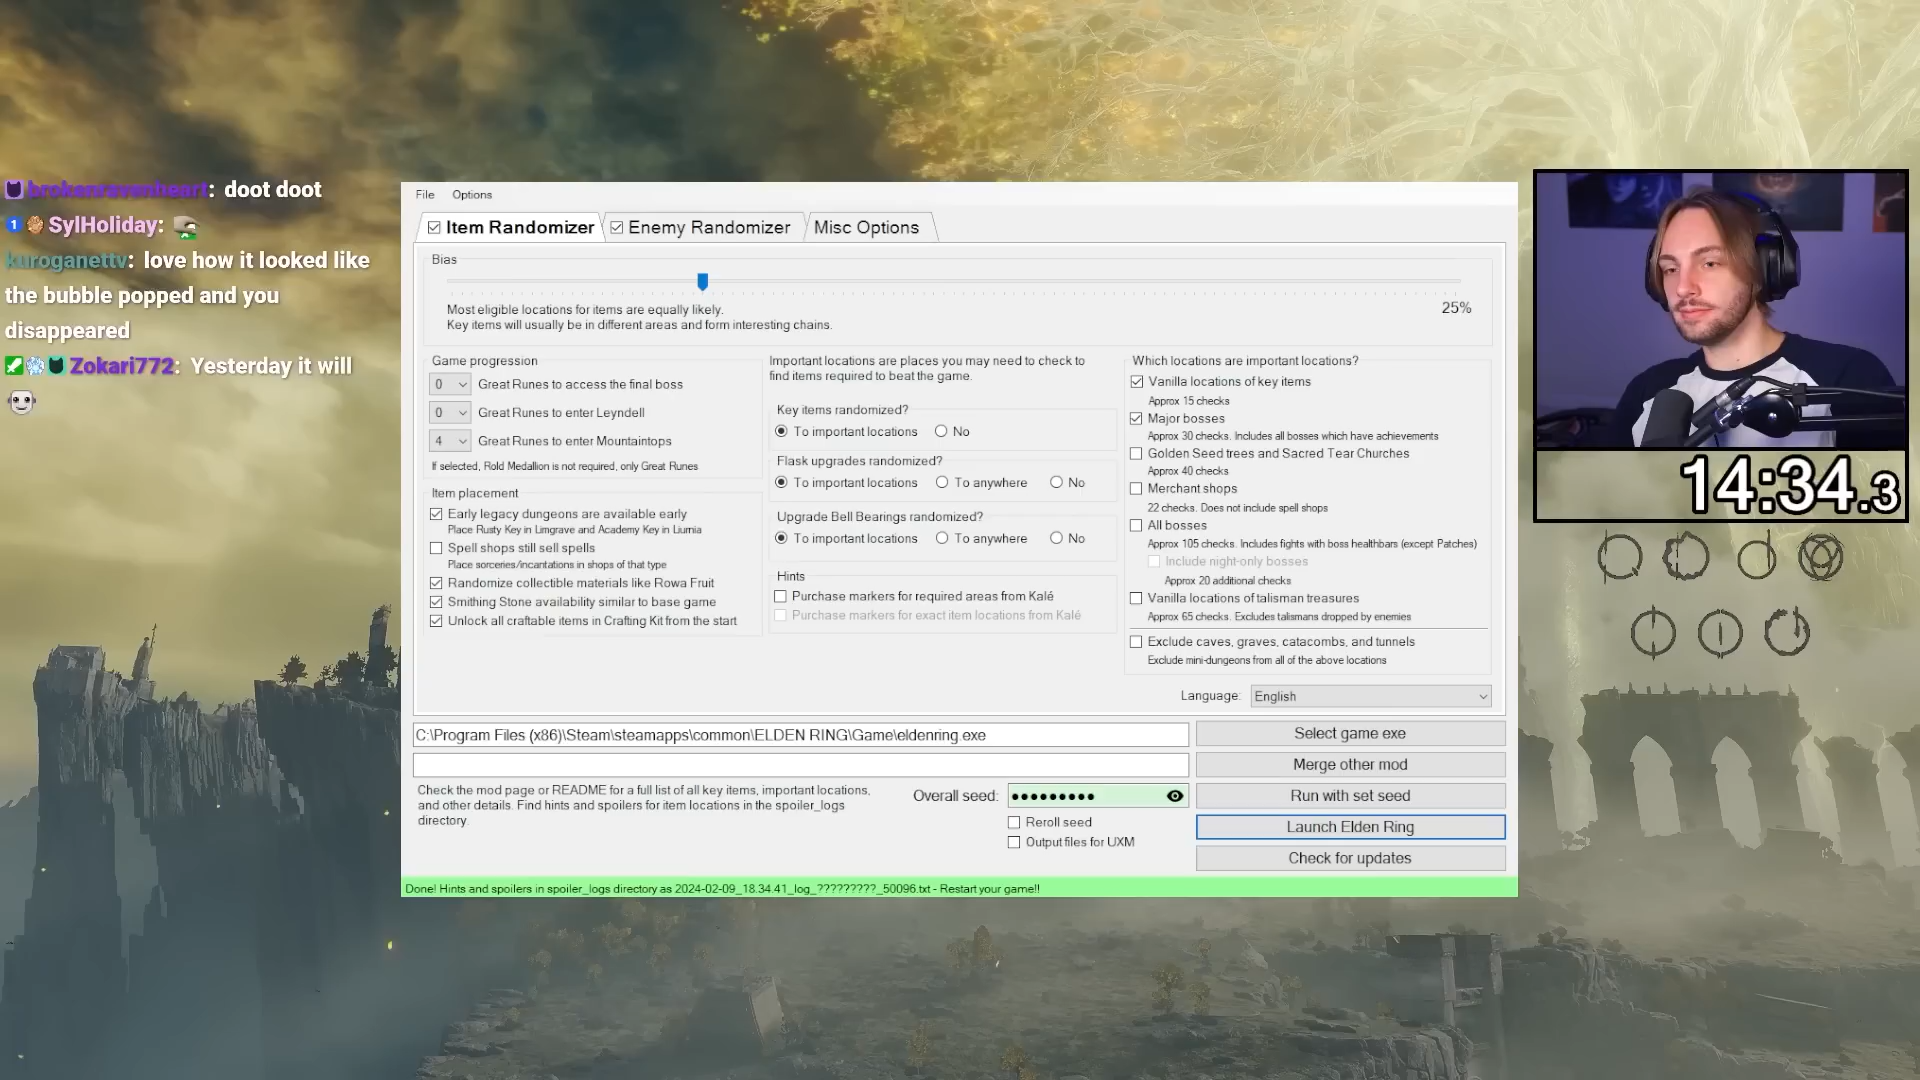 brokenravenheart: doot doot
1 SylHoliday:
kuroganettv: love how it looked like
the bubble popped and you
disappeared
Zokari772: Yesterday it will
File Options
Item Randomizer Enemy Randomizer Misc Options
Bias
Most eligible locations for items are equally likely.
Key items will usually be in different areas and form interesting chains.
25%
Game progression
0 Great Runes to access the final boss
0 Great Runes to enter Leyndell
4 Great Runes to enter Mountaintops
If selected, Rold Medallion is not required, only Great Runes
Item placement
Early legacy dungeons are available early
Place Rusty Key in Limgrave and Academy Key in Liurnia
Spell shops still sell spells
Place sorceries/incantations in shops of that type
Randomize collectible materials like Rowa Fruit
Smithing Stone availability similar to base game
Unlock all craftable items in Crafting Kit from the start
Important locations are places you may need to check to
find items required to beat the game.
Key items randomized?
To important locations No
Flask upgrades randomized?
To important locations To anywhere No
Upgrade Bell Bearings randomized?
To important locations To anywhere No
Hints
Purchase markers for required areas from Kalé
Purchase markers for exact item locations from Kalé
Which locations are important locations?
Vanilla locations of key items
Approx 15 checks
Major bosses
Approx 30 checks. Includes all bosses which have achievements
Golden Seed trees and Sacred Tear Churches
Approx 40 checks
Merchant shops
22 checks. Does not include spell shops
All bosses
Approx 105 checks. Includes fights with boss healthbars (except Patches)
Include night-only bosses
Approx 20 additional checks
Vanilla locations of talisman treasures
Approx 65 checks. Excludes talismans dropped by enemies
Exclude caves, graves, catacombs, and tunnels
Exclude mini-dungeons from all of the above locations
Language: English
C:\Program Files (x86)\Steam\steamapps\common\ELDEN RING\Game\eldenring.exe
Select game exe
Merge other mod
Check the mod page or README for a full list of all key items, important locations,
and other details. Find hints and spoilers for item locations in the spoiler_logs
directory.
Overall seed: •••••••••
Reroll seed
Output files for UXM
Run with set seed
Launch Elden Ring
Check for updates
Done! Hints and spoilers in spoiler_logs directory as 2024-02-09_18.34.41_log_?????????_50096.txt - Restart your game!!
14:34.3